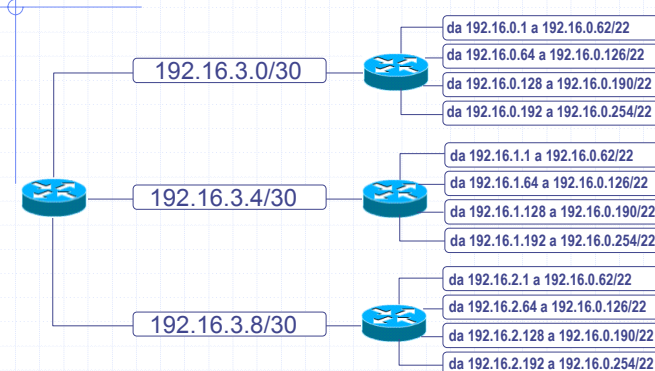 da 192.16.0.1 a 192.16.0.62/22
da 192.16.0.64 a 192.16.0.126/22
192.16.3.0/30
da 192.16.0.128 a 192.16.0.190/22
da 192.16.0.192 a 192.16.0.254/22
da 192.16.1.1 a 192.16.0.62/22
da 192.16.1.64 a 192.16.0.126/22
192.16.3.4/30
da 192.16.1.128 a 192.16.0.190/22
da 192.16.1.192 a 192.16.0.254/22
da 192.16.2.1 a 192.16.0.62/22
da 192.16.2.64 a 192.16.0.126/22
192.16.3.8/30
da 192.16.2.128 a 192.16.0.190/22
da 192.16.2.192 a 192.16.0.254/22